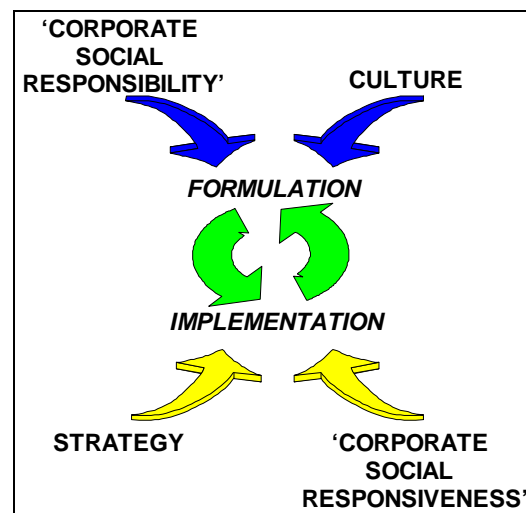 ‘CORPORATE
SOCIAL
RESPONSIBILITY’
CULTURE
FORMULATION
IMPLEMENTATION
STRATEGY
‘CORPORATE
SOCIAL
RESPONSIVENESS’